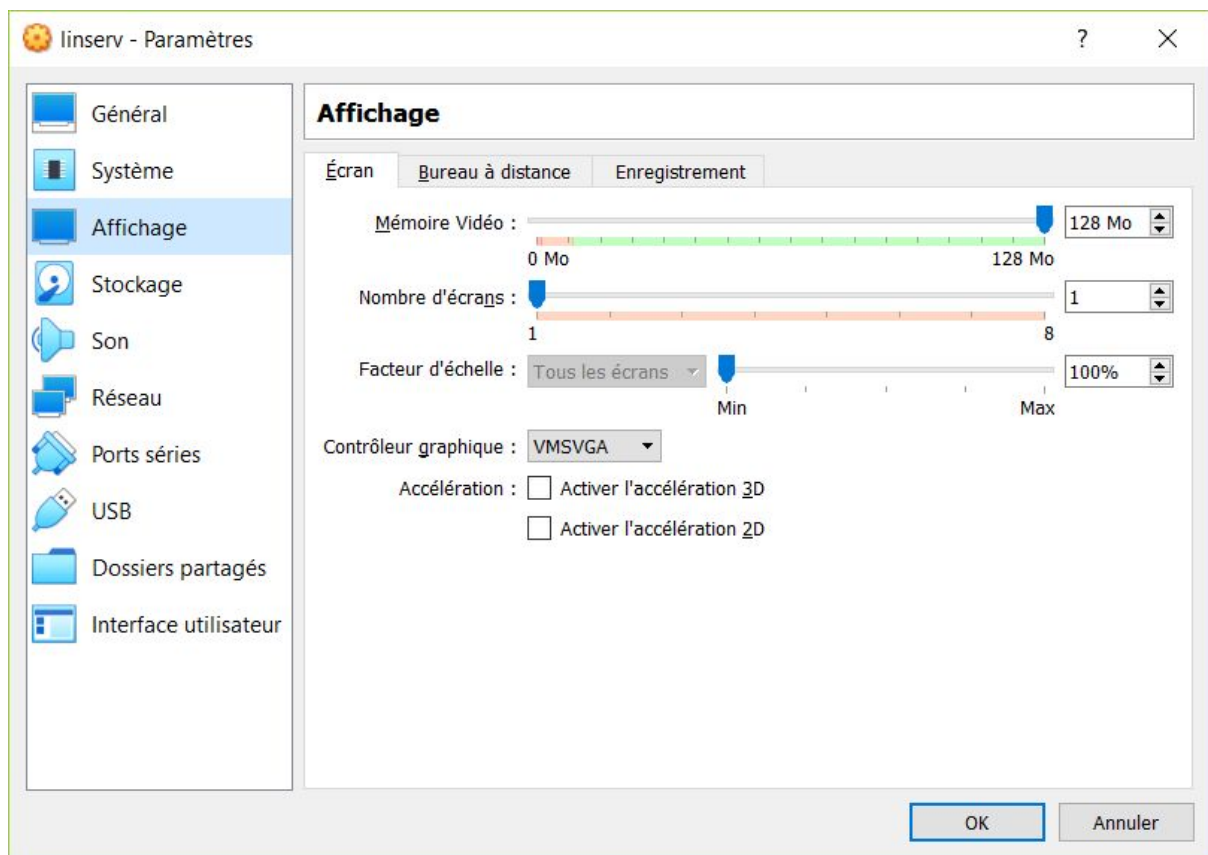 linserv - Paramètres
?
Général
Système
Affichage
Stockage
Son
Réseau
Ports séries
USB
Dossiers partagés
Interface utilisateur
Affichage
Écran Bureau à distance Enregistrement
Mémoire Vidéo : 128 Mo
0 Mo 128 Mo
Nombre d'écrans : 1
1 8
Facteur d'échelle : Tous les écrans 100%
Min Max
Contrôleur graphique : VMSVGA
Accélération : Activer l'accélération 3D
Activer l'accélération 2D
OK Annuler